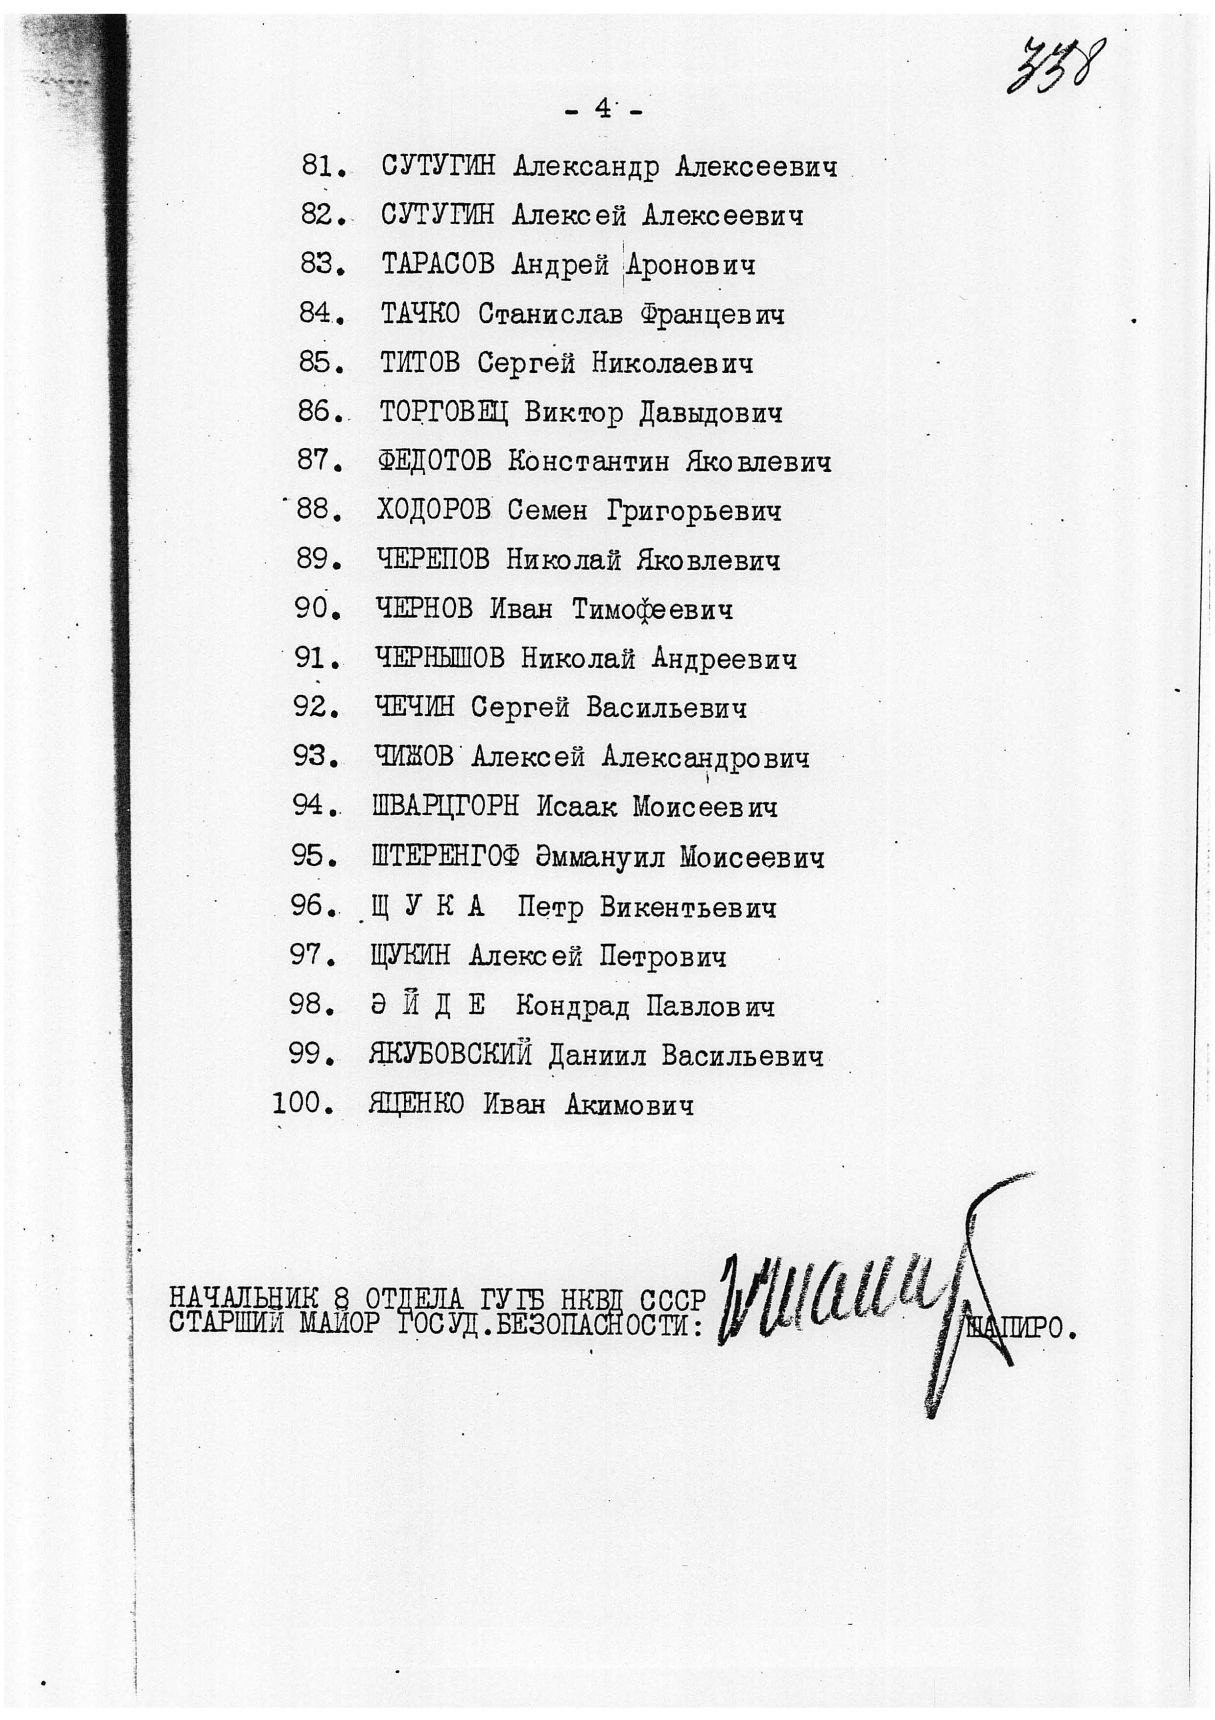 338
- 4 -
81. СУТУГИН Александр Алексеевич
82. СУТУГИН Алексей Алексеевич
83. ТАРАСОВ Андрей Аронович
84. ТАЧКО Станислав Францевич
85. ТИТОВ Сергей Николаевич
86. ТОРГОВЕЦ Виктор Давыдович
87. ФЕДОТОВ Константин Яковлевич
88. ХОДОРОВ Семен Григорьевич
89. ЧЕРЕПОВ Николай Яковлевич
90. ЧЕРНОВ Иван Тимофеевич
91. ЧЕРНЫШОВ Николай Андреевич
92. ЧЕЧИН Сергей Васильевич
93. ЧИЖОВ Алексей Александрович
94. ШВАРЦГОРН Исаак Моисеевич
95. ШТЕРЕНГОФ Эммануил Моисеевич
96. Щ У К А Петр Викентьевич
97. ЩУКИН Алексей Петрович
98. Э Й Д Е Кондрад Павлович
99. ЯКУБОВСКИЙ Даниил Васильевич
100. ЯЦЕНКО Иван Акимович
НАЧАЛЬНИК 8 ОТДЕЛА ГУГБ НКВД СССР
СТАРШИЙ МАЙОР ГОСУД.БЕЗОПАСНОСТИ: ШАПИРО.